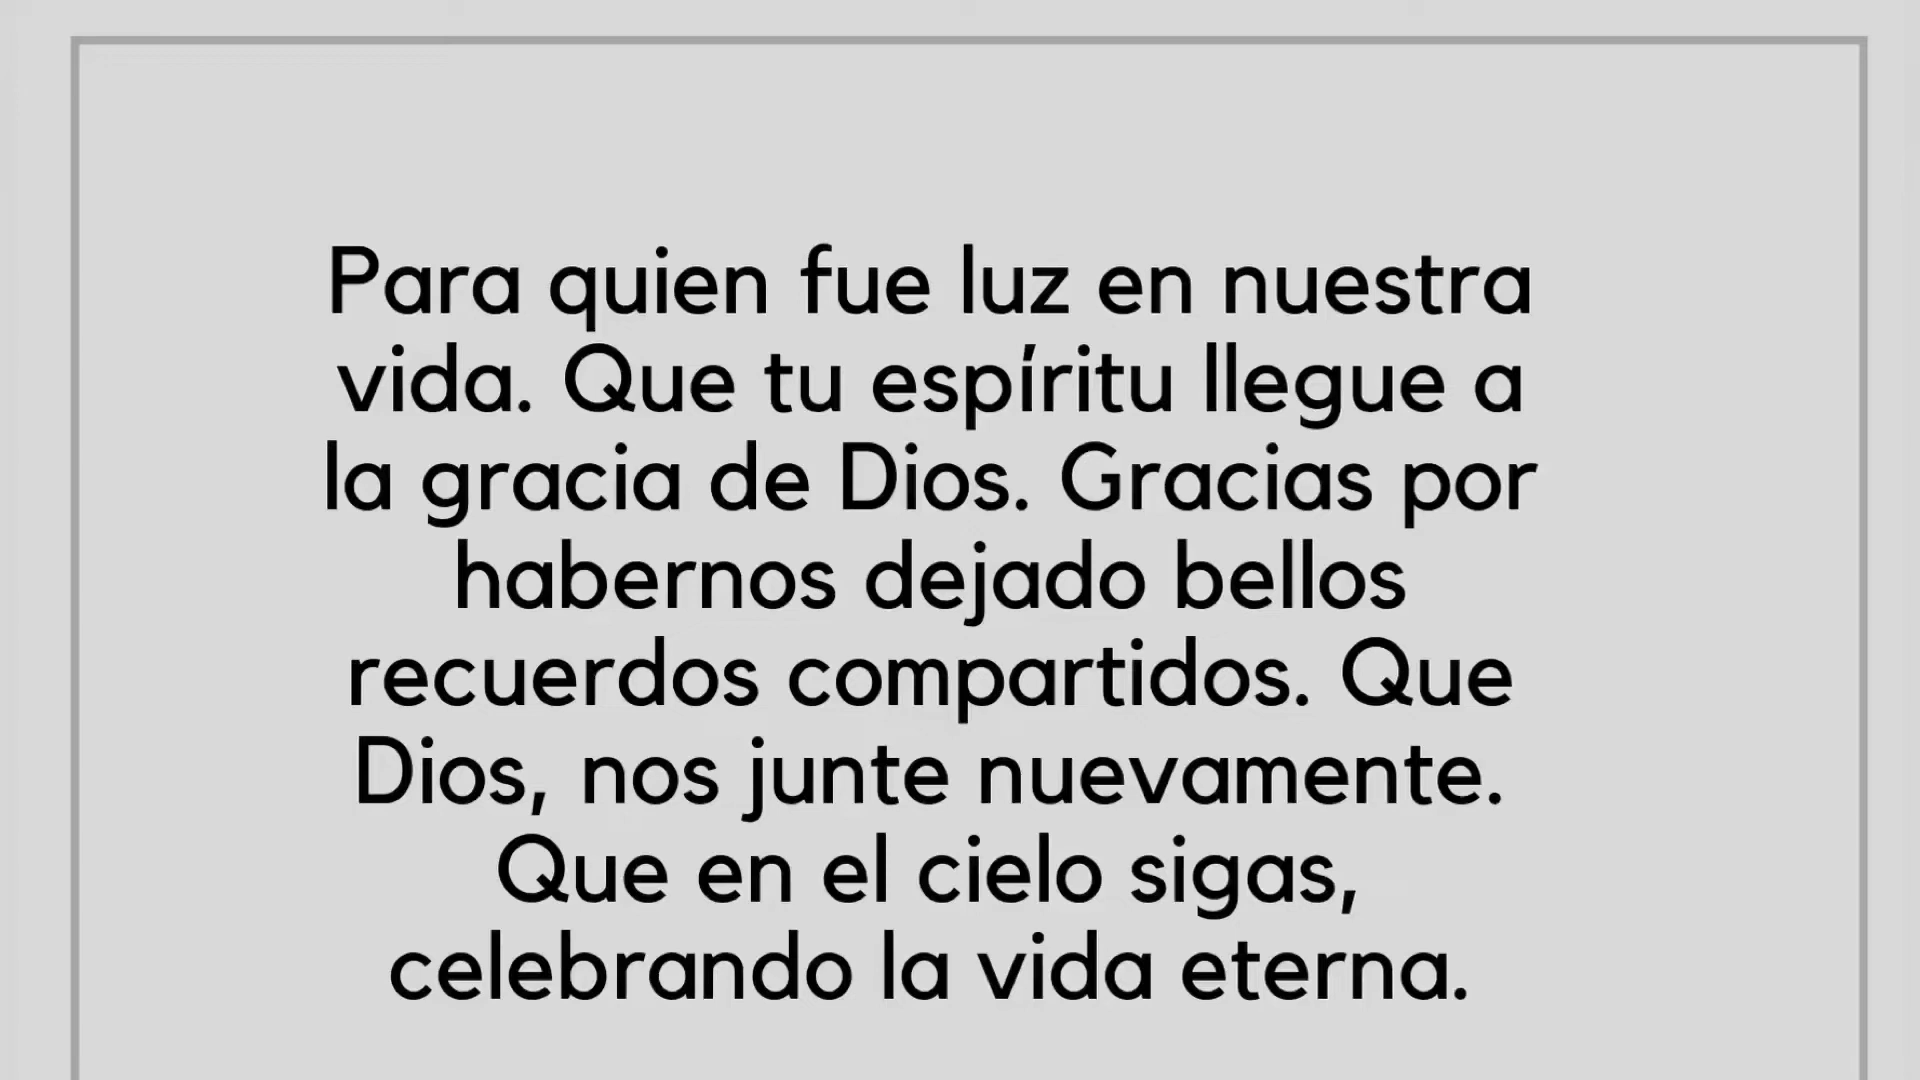 Para quien fue luz en nuestra
vida. Que tu espíritu llegue a
la gracia de Dios. Gracias por
habernos dejado bellos
recuerdos compartidos. Que
Dios, nos junte nuevamente.
Que en el cielo sigas,
celebrando la vida eterna.